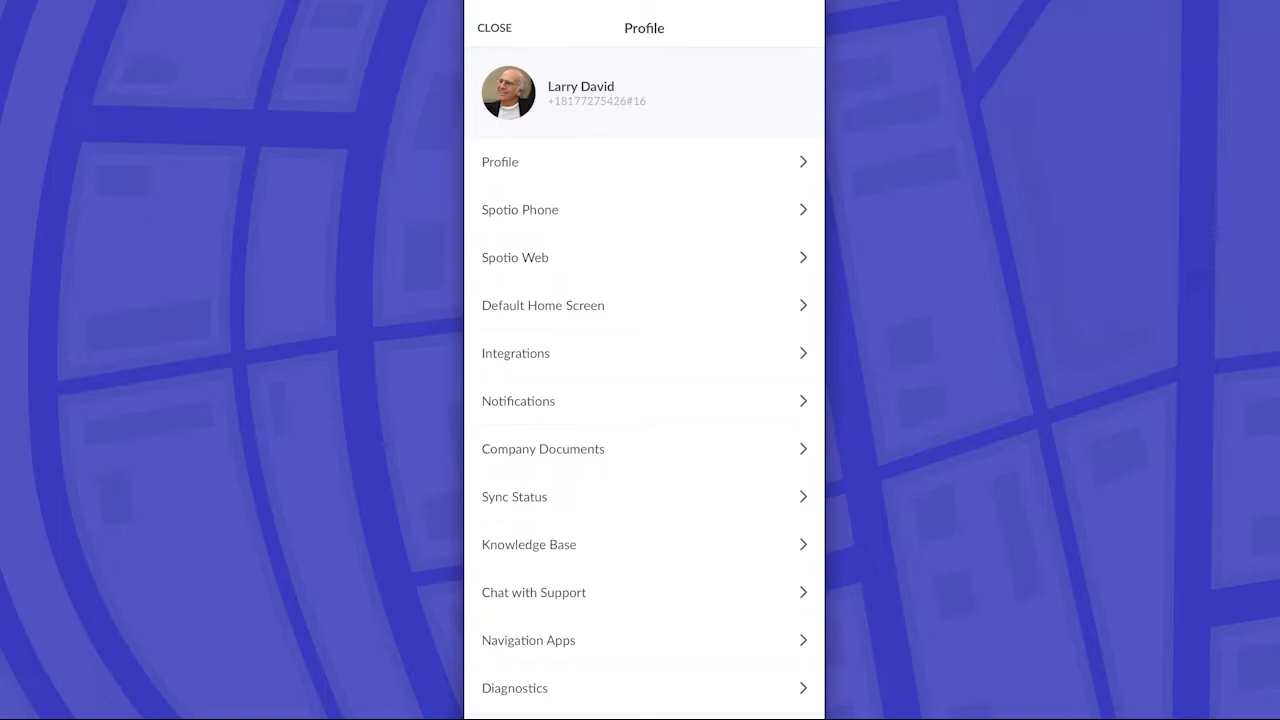 CLOSE Profile
Larry David
+18177275426#16
Profile
Spotio Phone
Spotio Web
Default Home Screen
Integrations
Notifications
Company Documents
Sync Status
Knowledge Base
Chat with Support
Navigation Apps
Diagnostics